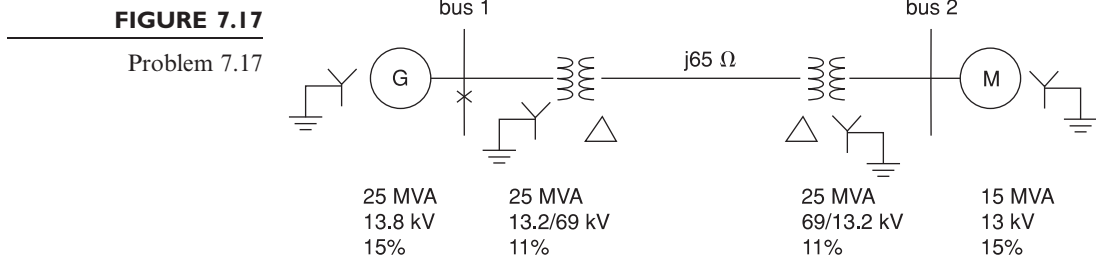 FIGURE 7.17
Problem 7.17
bus 1
bus 2
G
j65 Ω
M
25 MVA
13.8 kV
15%
25 MVA
13.2/69 kV
11%
25 MVA
69/13.2 kV
11%
15 MVA
13 kV
15%